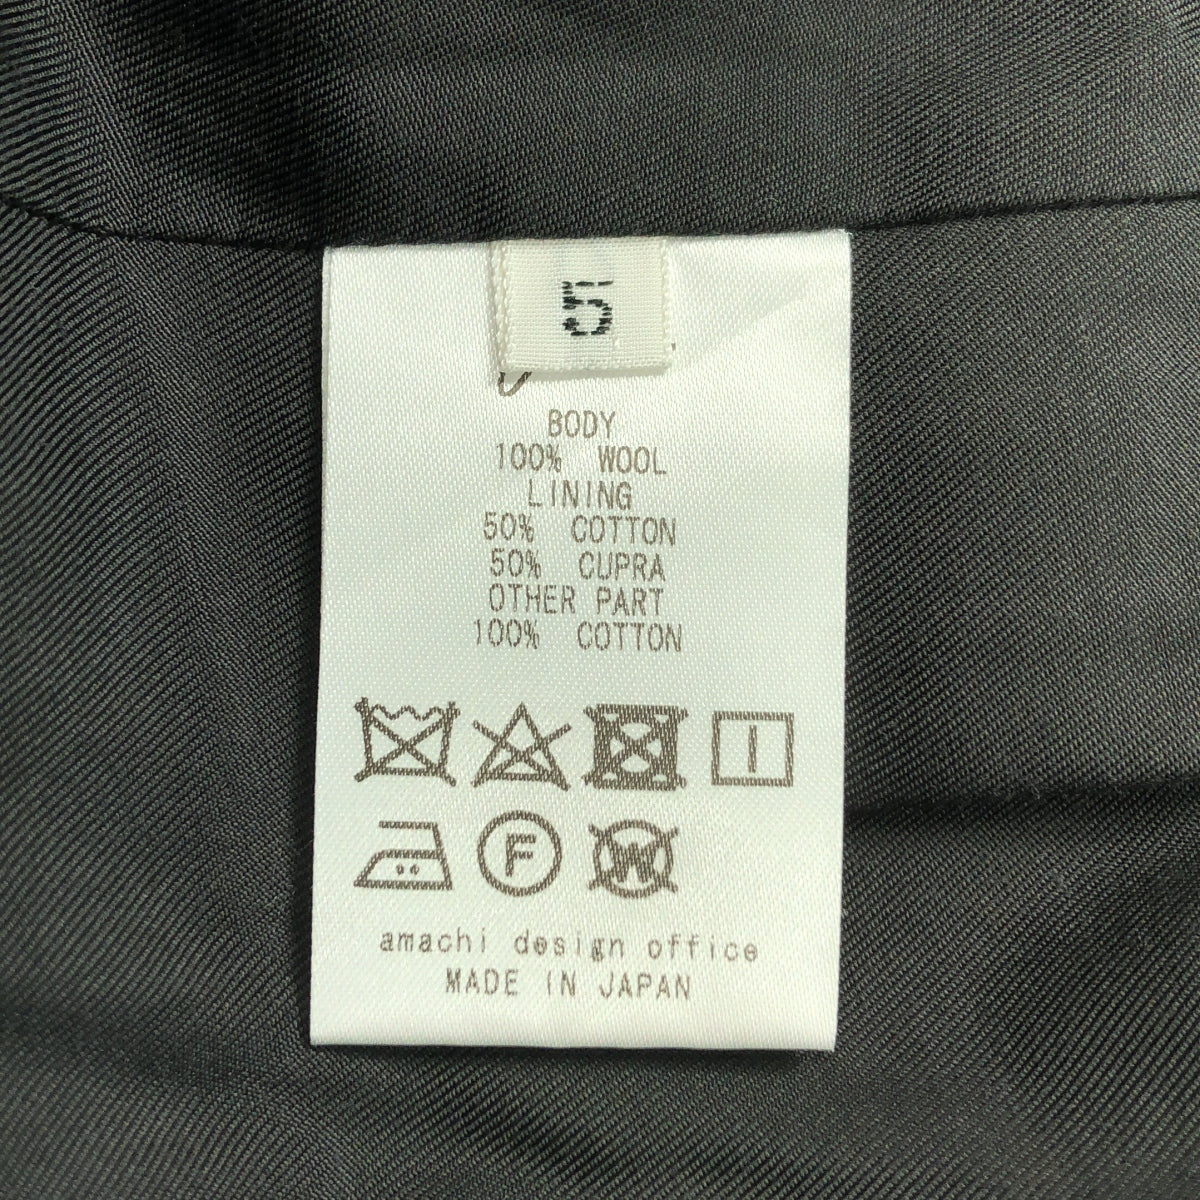 5
BODY
100% WOOL
LINING
50% COTTON
50% CUPRA
OTHER PART
100% COTTON
F
W
amachi design office
MADE IN JAPAN